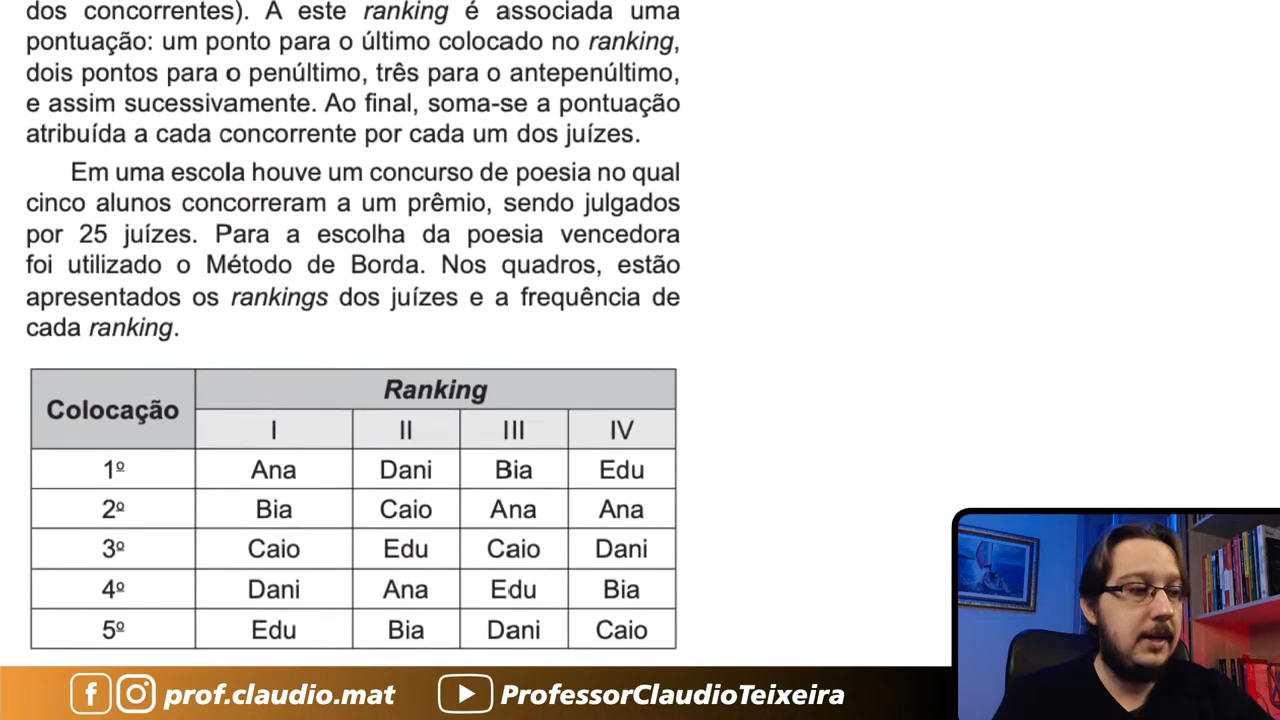 dos concorrentes). A este ranking é associada uma
pontuação: um ponto para o último colocado no ranking,
dois pontos para o penúltimo, três para o antepenúltimo,
e assim sucessivamente. Ao final, soma-se a pontuação
atribuída a cada concorrente por cada um dos juízes.
Em uma escola houve um concurso de poesia no qual
cinco alunos concorreram a um prêmio, sendo julgados
por 25 juízes. Para a escolha da poesia vencedora
foi utilizado o Método de Borda. Nos quadros, estão
apresentados os rankings dos juízes e a frequência de
cada ranking.
Colocação Ranking
I II III IV
1º Ana Dani Bia Edu
2º Bia Caio Ana Ana
3º Caio Edu Caio Dani
4º Dani Ana Edu Bia
5º Edu Bia Dani Caio
prof.claudio.mat ProfessorClaudioTeixeira